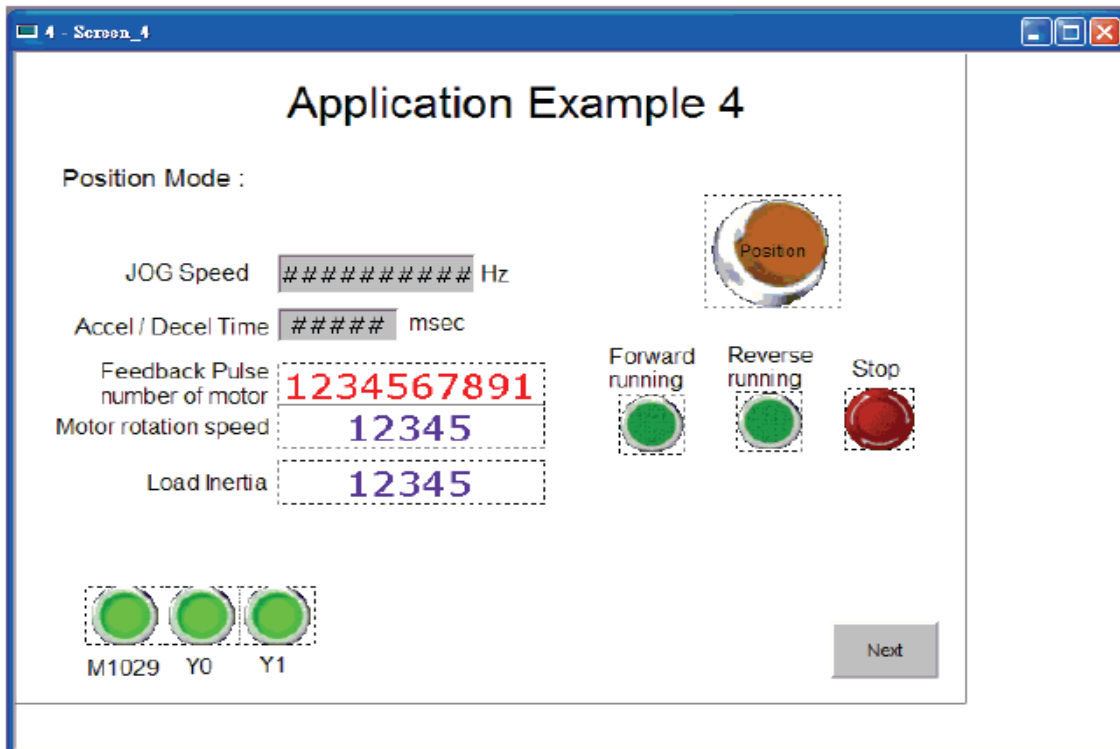 4 - Screen_4
Application Example 4
Position Mode :
Position
JOG Speed ########## Hz
Accel / Decel Time ##### msec
Feedback Pulse
number of motor 1234567891
Motor rotation speed 12345
Load Inertia 12345
Forward
running
Reverse
running
Stop
M1029 Y0 Y1
Next